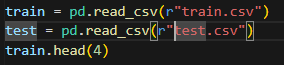 train = pd.read_csv(r"train.csv")
test = pd.read_csv(r"test.csv")
train.head(4)